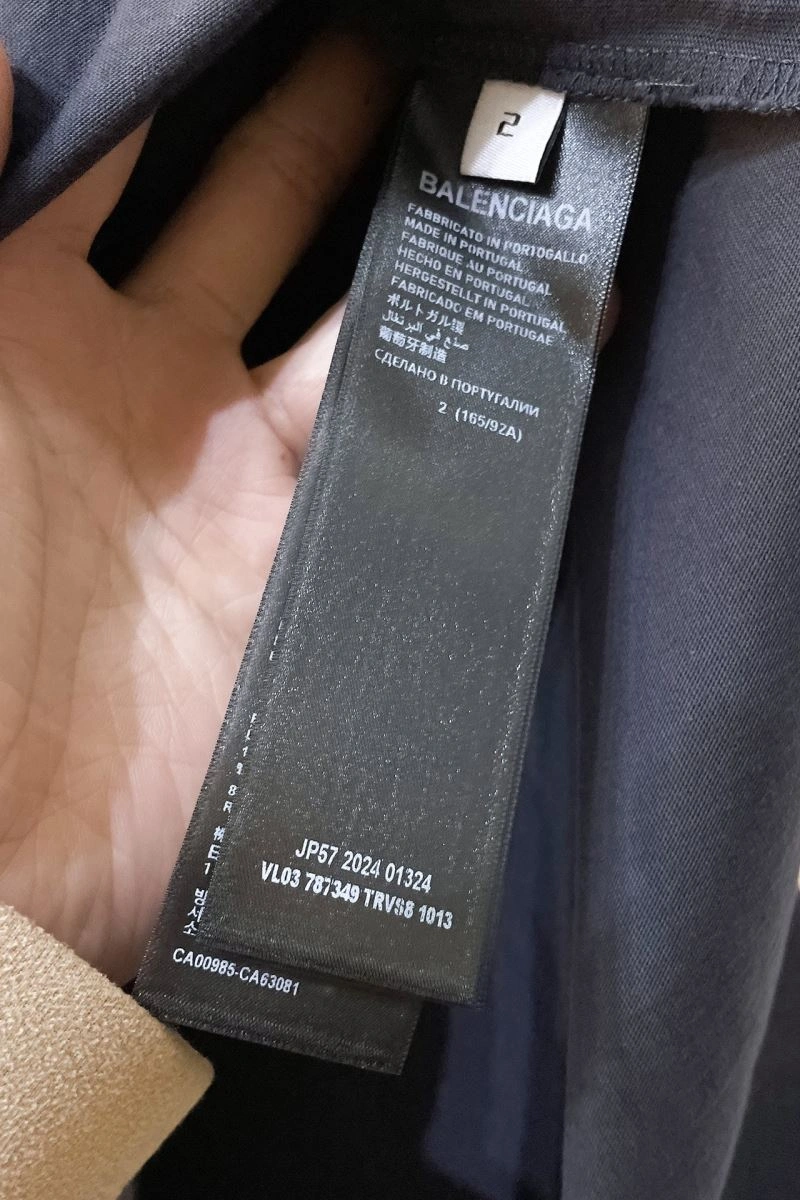 2
BALENCIAGA
FABBRICATO IN PORTOGALLO
MADE IN PORTUGAL
FABRIQUE AU PORTUGAL
HECHO EN PORTUGAL
HERGESTELLT IN PORTUGAL
FABRICADO EM PORTUGAE
ポルトガル製
صنع في البرتغال
葡萄牙制造
СДЕЛАНО В ПОРТУГАЛИИ
2 (165/92A)
JP57 2024 01324
VL03 787349 TRVS8 1013
CA00985-CA63081